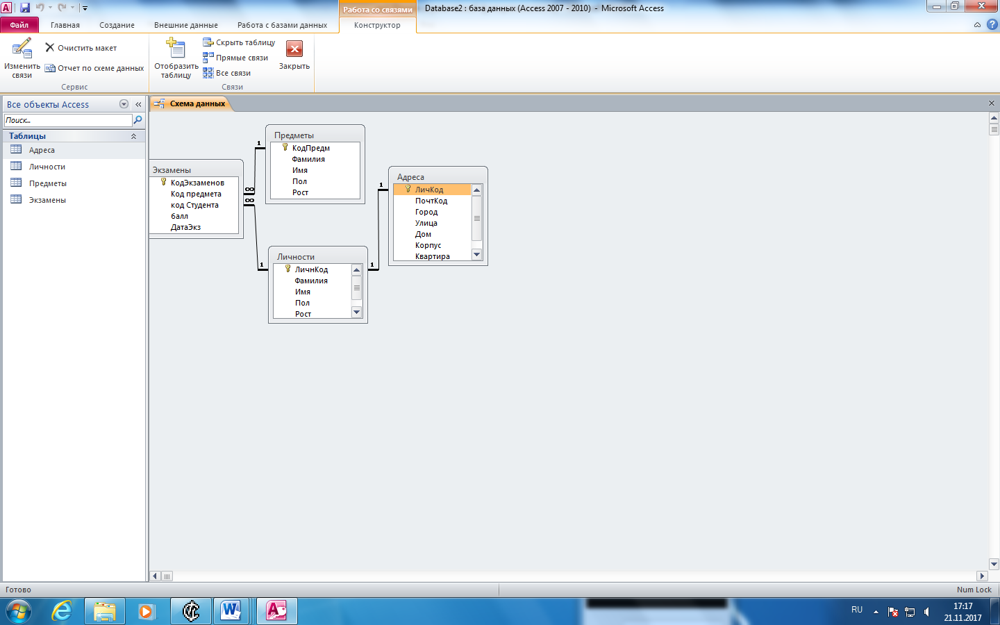 Работа со связями
Database2 : база данных (Access 2007 - 2010) - Microsoft Access
Файл
Главная
Создание
Внешние данные
Работа с базами данных
Конструктор
Изменить связи
Очистить макет
Отчет по схеме данных
Сервис
Отобразить таблицу
Скрыть таблицу
Прямые связи
Все связи
Закрыть
Связи
Все объекты Access
Поиск...
Таблицы
Адреса
Личности
Предметы
Экзамены
Схема данных
Экзамены
КодЭкзаменов
Код предмета
код Студента
балл
ДатаЭкз
Предметы
КодПредм
Фамилия
Имя
Пол
Рост
Личности
ЛичнКод
Фамилия
Имя
Пол
Рост
Адреса
ЛичКод
ПочтКод
Город
Улица
Дом
Корпус
Квартира
1
∞
∞
1
1
1
Готово
Num Lock
RU
17:17
21.11.2017